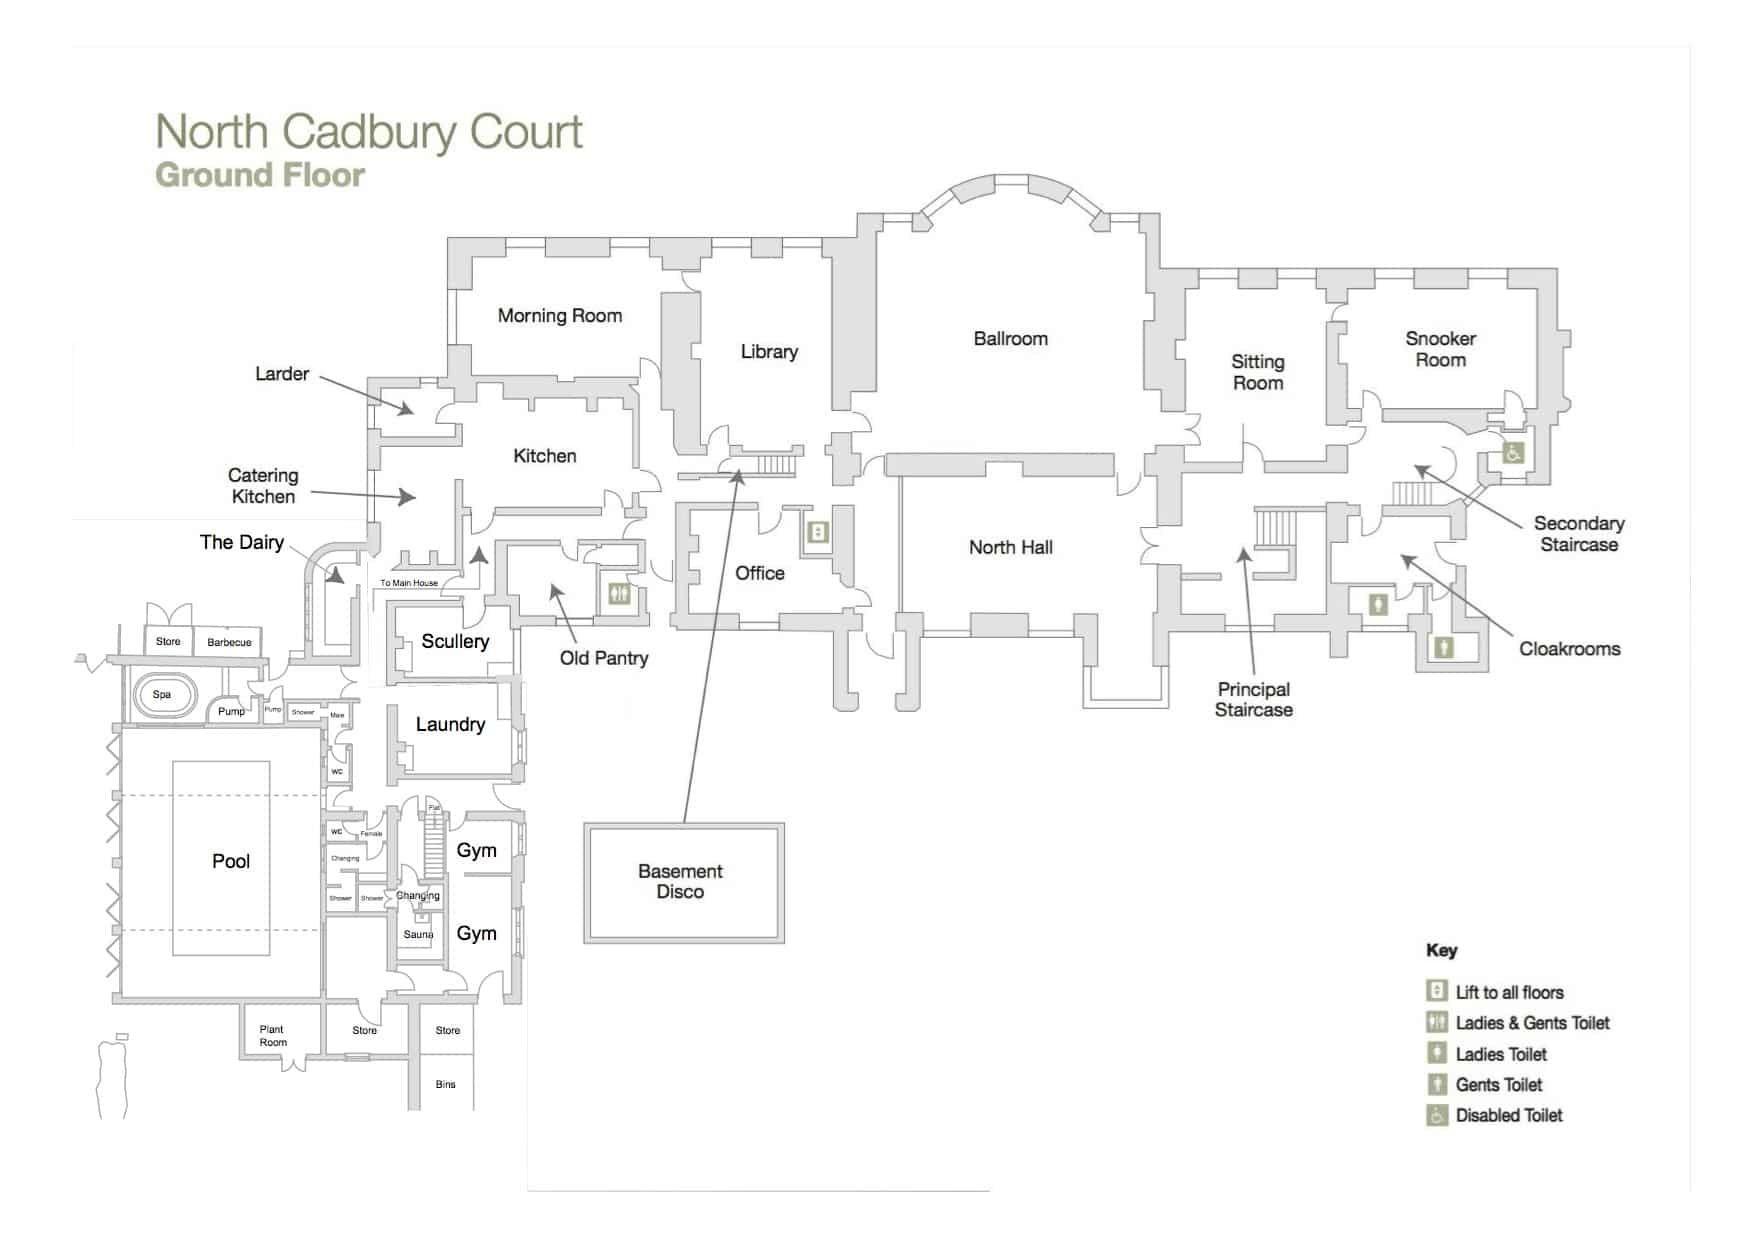 North Cadbury Court
Ground Floor
Morning Room
Library
Ballroom
Sitting
Room
Snooker
Room
Larder
Kitchen
Catering
Kitchen
The Dairy
To Main House
Office
North Hall
Secondary
Staircase
Cloakrooms
Principal
Staircase
Old Pantry
Scullery
Store
Barbecue
Spa
Pump
Pump
Shower
Male
WC
Laundry
Flat
WC
Female
Changing
Shower
Shower
Changing
Gym
Gym
Sauna
Pool
Basement
Disco
Plant
Room
Store
Store
Bins
Key
Lift to all floors
Ladies & Gents Toilet
Ladies Toilet
Gents Toilet
Disabled Toilet